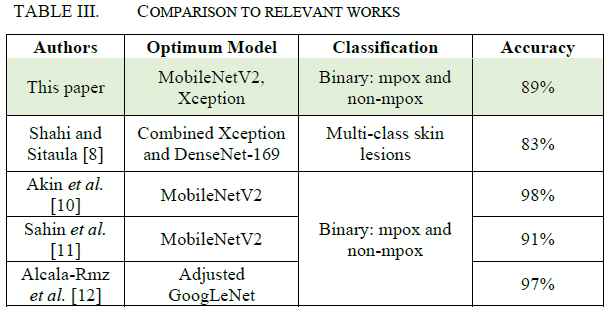 TABLE III. COMPARISON TO RELEVANT WORKS
Authors Optimum Model Classification Accuracy
This paper MobileNetV2, Xception Binary: mpox and non-mpox 89%
Shahi and Sitaula [8] Combined Xception and DenseNet-169 Multi-class skin lesions 83%
Akin et al. [10] MobileNetV2 Binary: mpox and non-mpox 98%
Sahin et al. [11] MobileNetV2 91%
Alcala-Rmz et al. [12] Adjusted GoogLeNet 97%